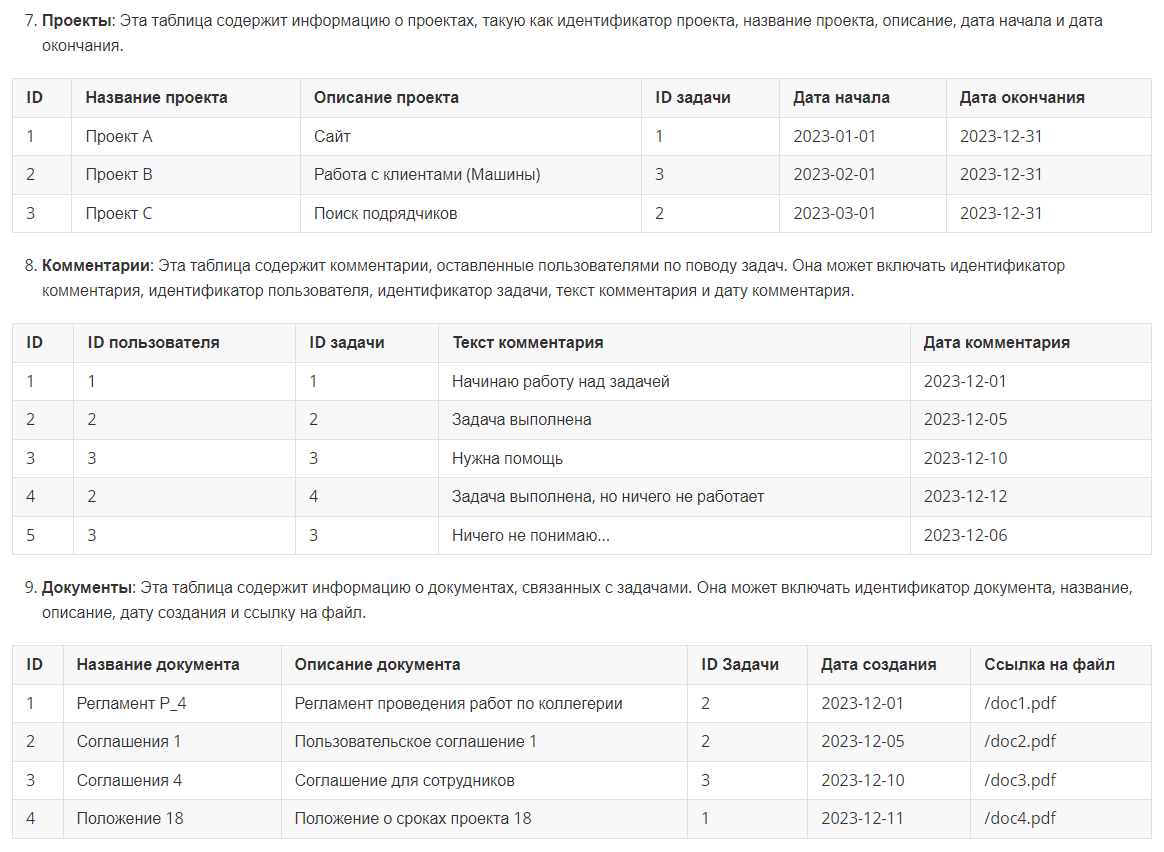 7. Проекты: Эта таблица содержит информацию о проектах, такую как идентификатор проекта, название проекта, описание, дата начала и дата
окончания.
ID Название проекта Описание проекта ID задачи Дата начала Дата окончания
1 Проект A Сайт 1 2023-01-01 2023-12-31
2 Проект B Работа с клиентами (Машины) 3 2023-02-01 2023-12-31
3 Проект C Поиск подрядчиков 2 2023-03-01 2023-12-31
8. Комментарии: Эта таблица содержит комментарии, оставленные пользователями по поводу задач. Она может включать идентификатор
комментария, идентификатор пользователя, идентификатор задачи, текст комментария и дату комментария.
ID ID пользователя ID задачи Текст комментария Дата комментария
1 1 1 Начинаю работу над задачей 2023-12-01
2 2 2 Задача выполнена 2023-12-05
3 3 3 Нужна помощь 2023-12-10
4 2 4 Задача выполнена, но ничего не работает 2023-12-12
5 3 3 Ничего не понимаю... 2023-12-06
9. Документы: Эта таблица содержит информацию о документах, связанных с задачами. Она может включать идентификатор документа, название,
описание, дату создания и ссылку на файл.
ID Название документа Описание документа ID Задачи Дата создания Ссылка на файл
1 Регламент Р_4 Регламент проведения работ по коллегерии 2 2023-12-01 /doc1.pdf
2 Соглашения 1 Пользовательское соглашение 1 2 2023-12-05 /doc2.pdf
3 Соглашения 4 Соглашение для сотрудников 3 2023-12-10 /doc3.pdf
4 Положение 18 Положение о сроках проекта 18 1 2023-12-11 /doc4.pdf